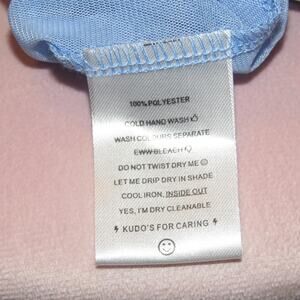 100% POLYESTER
COLD HAND WASH
WASH COLOURS SEPARATE
EWW BLEACH
DO NOT TWIST DRY ME
LET ME DRIP DRY IN SHADE
COOL IRON, INSIDE OUT
YES, I'M DRY CLEANABLE
KUDO'S FOR CARING